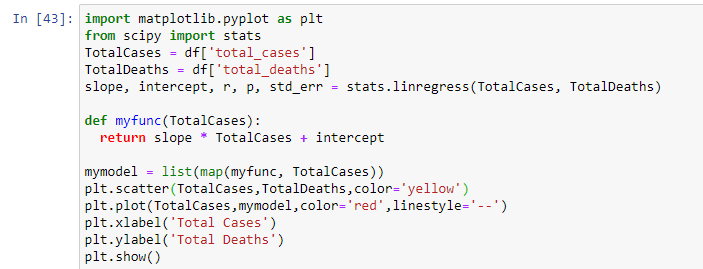 In [43]: import matplotlib.pyplot as plt
from scipy import stats
TotalCases = df['total_cases']
TotalDeaths = df['total_deaths']
slope, intercept, r, p, std_err = stats.linregress(TotalCases, TotalDeaths)

def myfunc(TotalCases):
  return slope * TotalCases + intercept

mymodel = list(map(myfunc, TotalCases))
plt.scatter(TotalCases,TotalDeaths,color='yellow')
plt.plot(TotalCases,mymodel,color='red',linestyle='--')
plt.xlabel('Total Cases')
plt.ylabel('Total Deaths')
plt.show()